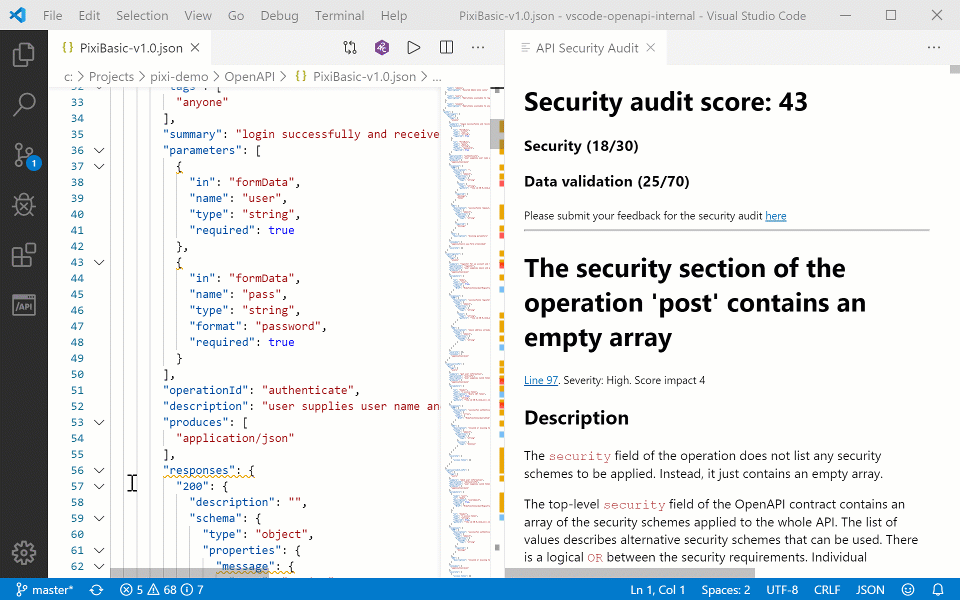 File Edit Selection View Go Debug Terminal Help PixiBasic-v1.0.json - vscode-openapi-internal - Visual Studio Code
{} PixiBasic-v1.0.json
API Security Audit
c: > Projects > pixi-demo > OpenAPI > {} PixiBasic-v1.0.json > ...
32 "tags": [
33 "anyone"
34 ],
35 "summary": "login successfully and receive
36 "parameters": [
37 {
38 "in": "formData",
39 "name": "user",
40 "type": "string",
41 "required": true
42 },
43 {
44 "in": "formData",
45 "name": "pass",
46 "type": "string",
47 "format": "password",
48 "required": true
49 }
50 ],
51 "operationId": "authenticate",
52 "description": "user supplies user name an
53 "produces": [
54 "application/json"
55 ],
56 "responses": {
57 "200": {
58 "description": "",
59 "schema": {
60 "type": "object",
61 "properties": {
62 "message": {
Security audit score: 43
Security (18/30)
Data validation (25/70)
Please submit your feedback for the security audit here
The security section of the
operation 'post' contains an
empty array
Line 97. Severity: High. Score impact 4
Description
The security field of the operation does not list any security
schemes to be applied. Instead, it just contains an empty array.
The top-level security field of the OpenAPI contract contains an
array of the security schemes applied to the whole API. The list of
values describes alternative security schemes that can be used. There
is a logical OR between the security requirements. Individual
1
API
master* 5 68 7 Ln 1, Col 1 Spaces: 2 UTF-8 CRLF JSON